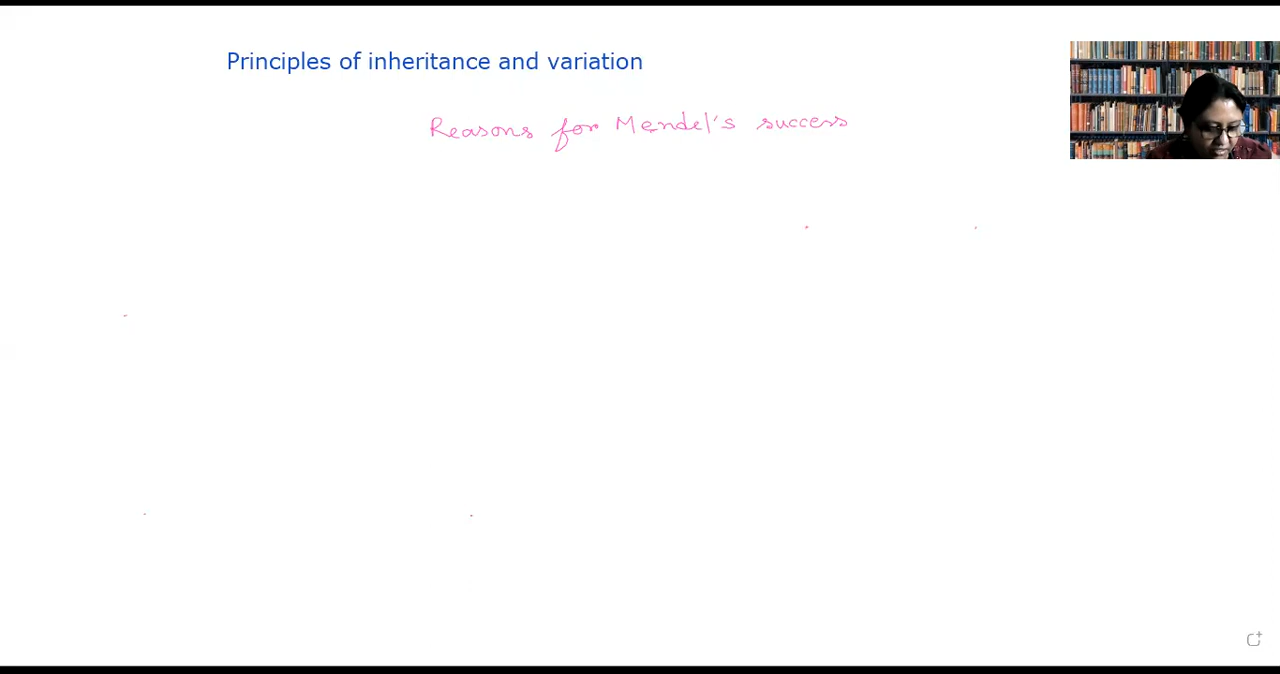 Principles of inheritance and variation
Reasons for Mendel's success